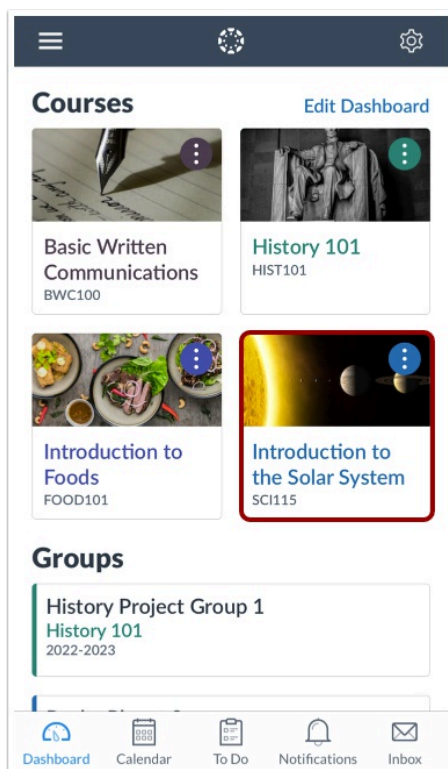 Courses
Edit Dashboard
Basic Written
Communications
BWC100
History 101
HIST101
Introduction to
Foods
FOOD101
Introduction to
the Solar System
SCI115
Groups
History Project Group 1
History 101
2022-2023
Dashboard
Calendar
To Do
Notifications
Inbox